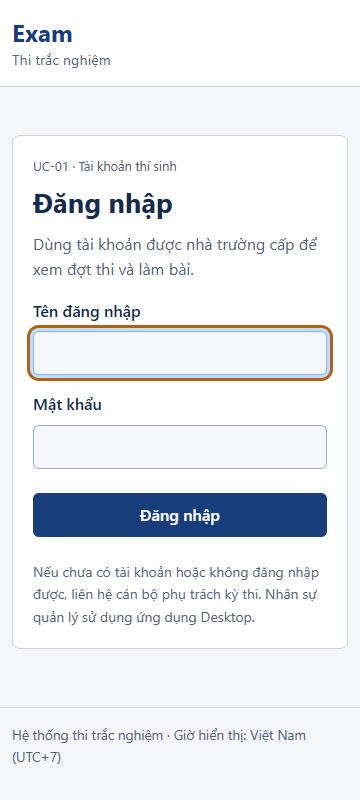 Exam
Thi trắc nghiệm
UC-01 · Tài khoản thí sinh
Đăng nhập
Dùng tài khoản được nhà trường cấp để
xem đợt thi và làm bài.
Tên đăng nhập
Mật khẩu
Đăng nhập
Nếu chưa có tài khoản hoặc không đăng nhập
được, liên hệ cán bộ phụ trách kỳ thi. Nhân sự
quản lý sử dụng ứng dụng Desktop.
Hệ thống thi trắc nghiệm · Giờ hiển thị: Việt Nam
(UTC+7)